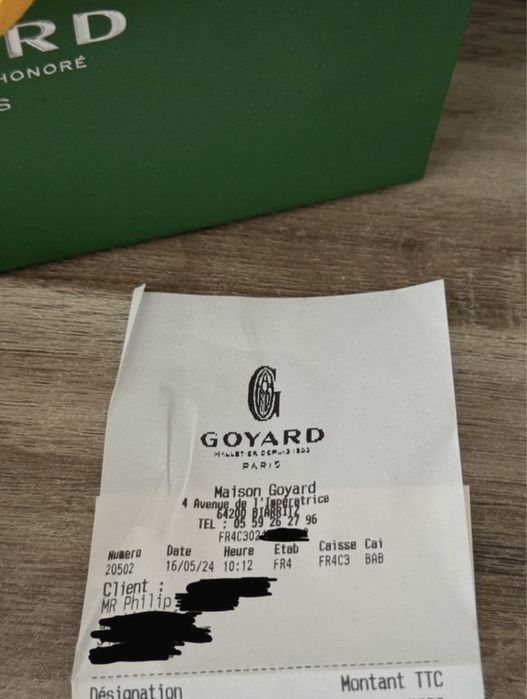 RD
HONORÉ
S
GOYARD
MALLETIER DEPUIS 1853
PARIS
Maison Goyard
4 Avenue de l'Impératrice
64200 BIARRITZ
TEL : 05 59 26 27 96
FR4C302
Numero Date Heure Etab Caisse Cai
20502 16/05/24 10:12 FR4 FR4C3 BAB
Client :
MR Philip
Désignation Montant TTC